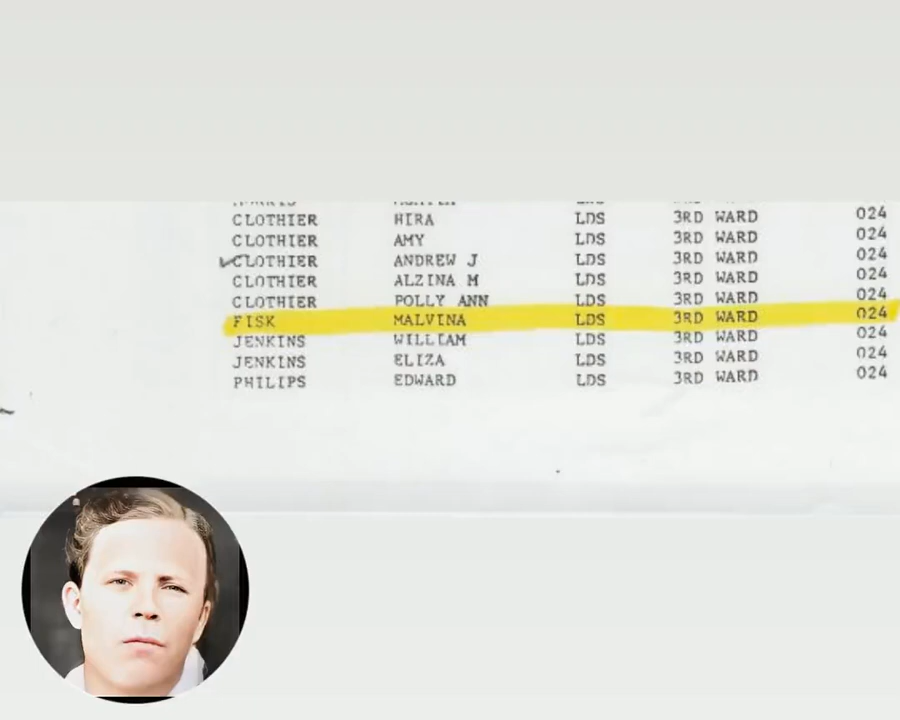 CLOTHIER HIRA LDS 3RD WARD 024
CLOTHIER AMY LDS 3RD WARD 024
CLOTHIER ANDREW J LDS 3RD WARD 024
CLOTHIER ALZINA M LDS 3RD WARD 024
CLOTHIER POLLY ANN LDS 3RD WARD 024
FISK MALVINA LDS 3RD WARD 024
JENKINS WILLIAM LDS 3RD WARD 024
JENKINS ELIZA LDS 3RD WARD 024
PHILIPS EDWARD LDS 3RD WARD 024